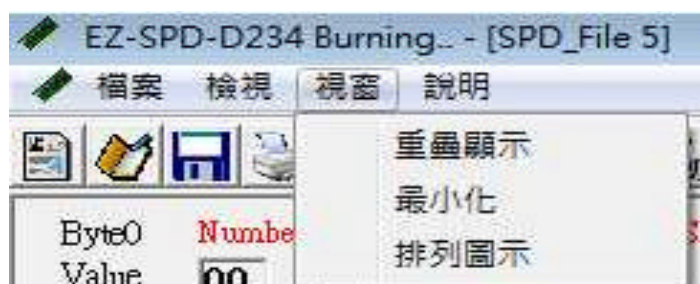 EZ-SPD-D234 Burning.. - [SPD_File 5]
檔案 檢視 視窗 說明
重疊顯示
最小化
排列圖示
Byte0 Numbe
Value 00